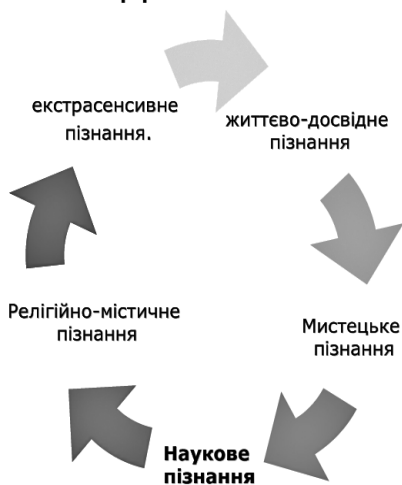 екстрасенсивне
пізнання.
життєво-досвідне
пізнання
Мистецьке
пізнання
Наукове
пізнання
Релігійно-містичне
пізнання